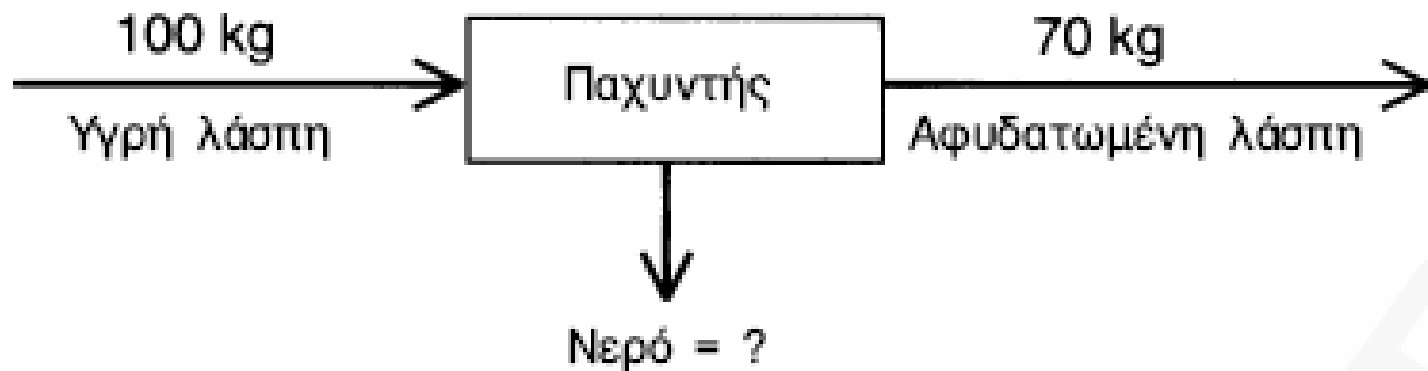 100 kg
Υγρή λάσπη
Παχυντής
70 kg
Αφυδατωμένη λάσπη
Νερό = ?